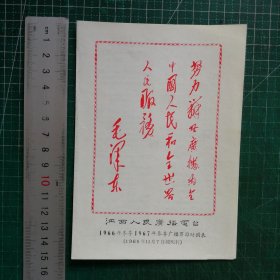 努力办好广播为全
中国人民和全世界
人民服务
毛泽东
江西人民广播电台
1966年冬季1967年春季广播节目时间表